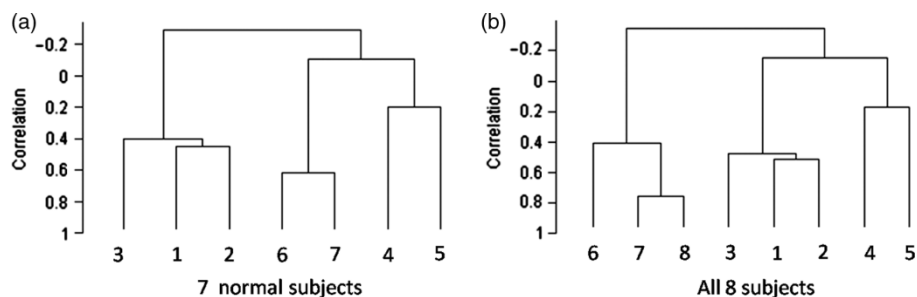 (a)
Correlation
−0.2
0
0.2
0.4
0.6
0.8
1
3 1 2 6 7 4 5
7 normal subjects
(b)
Correlation
−0.2
0
0.2
0.4
0.6
0.8
1
6 7 8 3 1 2 4 5
All 8 subjects